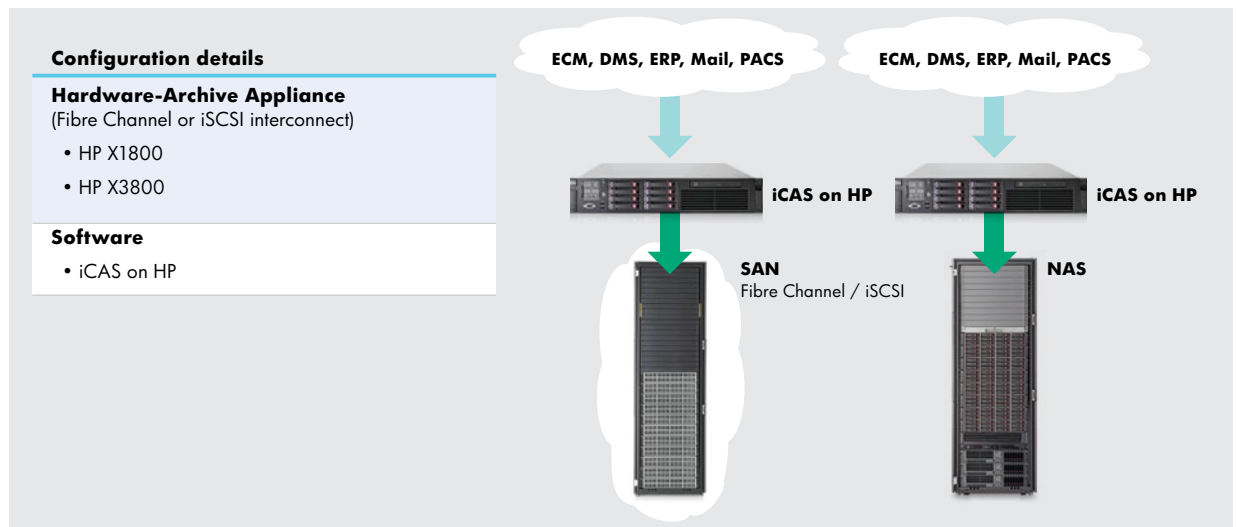 Configuration details
Hardware-Archive Appliance
(Fibre Channel or iSCSI interconnect)
• HP X1800
• HP X3800
Software
• iCAS on HP
ECM, DMS, ERP, Mail, PACS
iCAS on HP
SAN
Fibre Channel / iSCSI
ECM, DMS, ERP, Mail, PACS
iCAS on HP
NAS